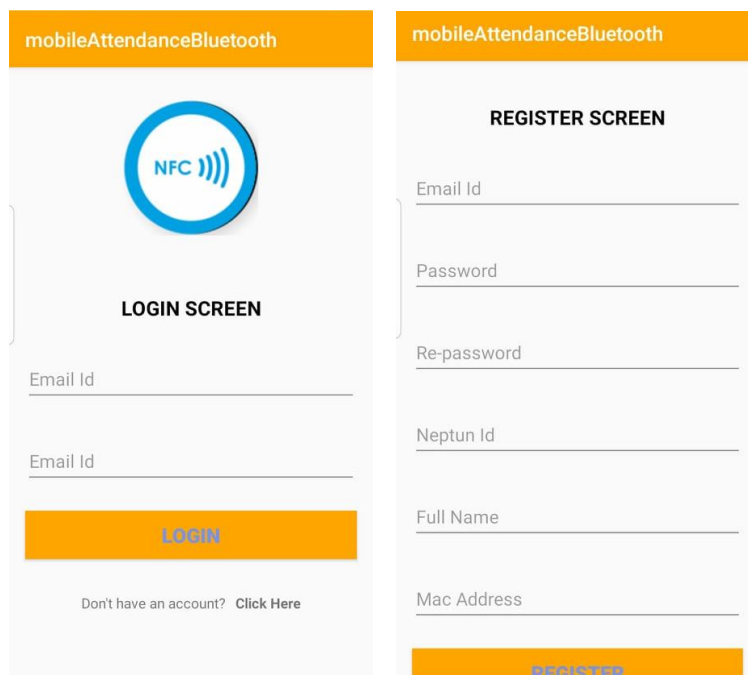 mobileAttendanceBluetooth
NFC
LOGIN SCREEN
Email Id
Email Id
LOGIN
Don't have an account? Click Here
mobileAttendanceBluetooth
REGISTER SCREEN
Email Id
Password
Re-password
Neptun Id
Full Name
Mac Address
REGISTER